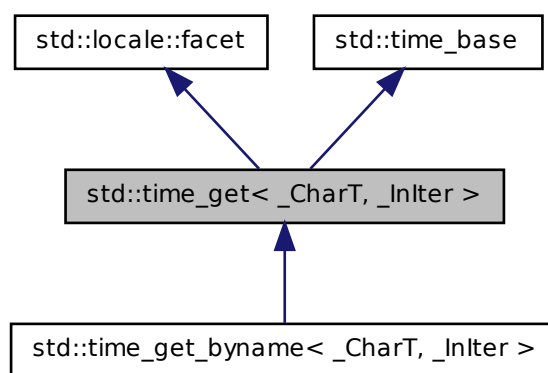 std::locale::facet
std::time_base
std::time_get< _CharT, _InIter >
std::time_get_byname< _CharT, _InIter >